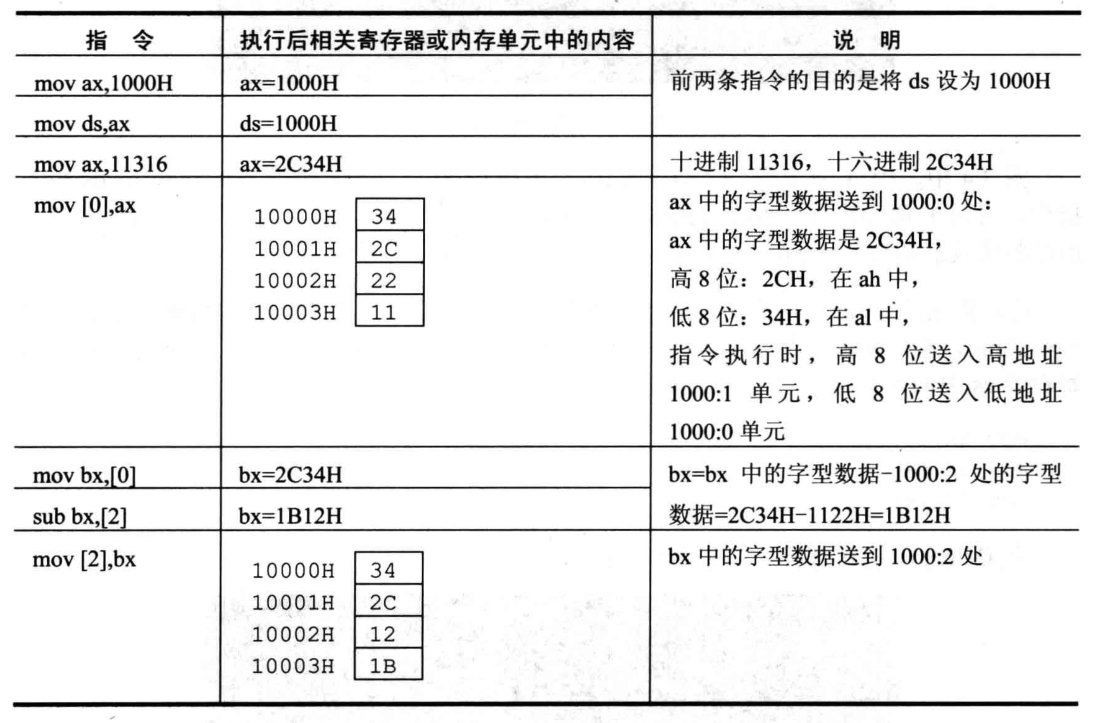 指 令 执行后相关寄存器或内存单元中的内容 说 明
mov ax,1000H ax=1000H 前两条指令的目的是将 ds 设为 1000H
mov ds,ax ds=1000H
mov ax,11316 ax=2C34H 十进制 11316，十六进制 2C34H
mov [0],ax
10000H 34
10001H 2C
10002H 22
10003H 11
ax 中的字型数据送到 1000:0 处：
ax 中的字型数据是 2C34H，
高 8 位：2CH，在 ah 中，
低 8 位：34H，在 al 中，
指令执行时，高 8 位送入高地址
1000:1 单元，低 8 位送入低地址
1000:0 单元
mov bx,[0] bx=2C34H bx=bx 中的字型数据-1000:2 处的字型
sub bx,[2] bx=1B12H 数据=2C34H-1122H=1B12H
mov [2],bx
10000H 34
10001H 2C
10002H 12
10003H 1B
bx 中的字型数据送到 1000:2 处